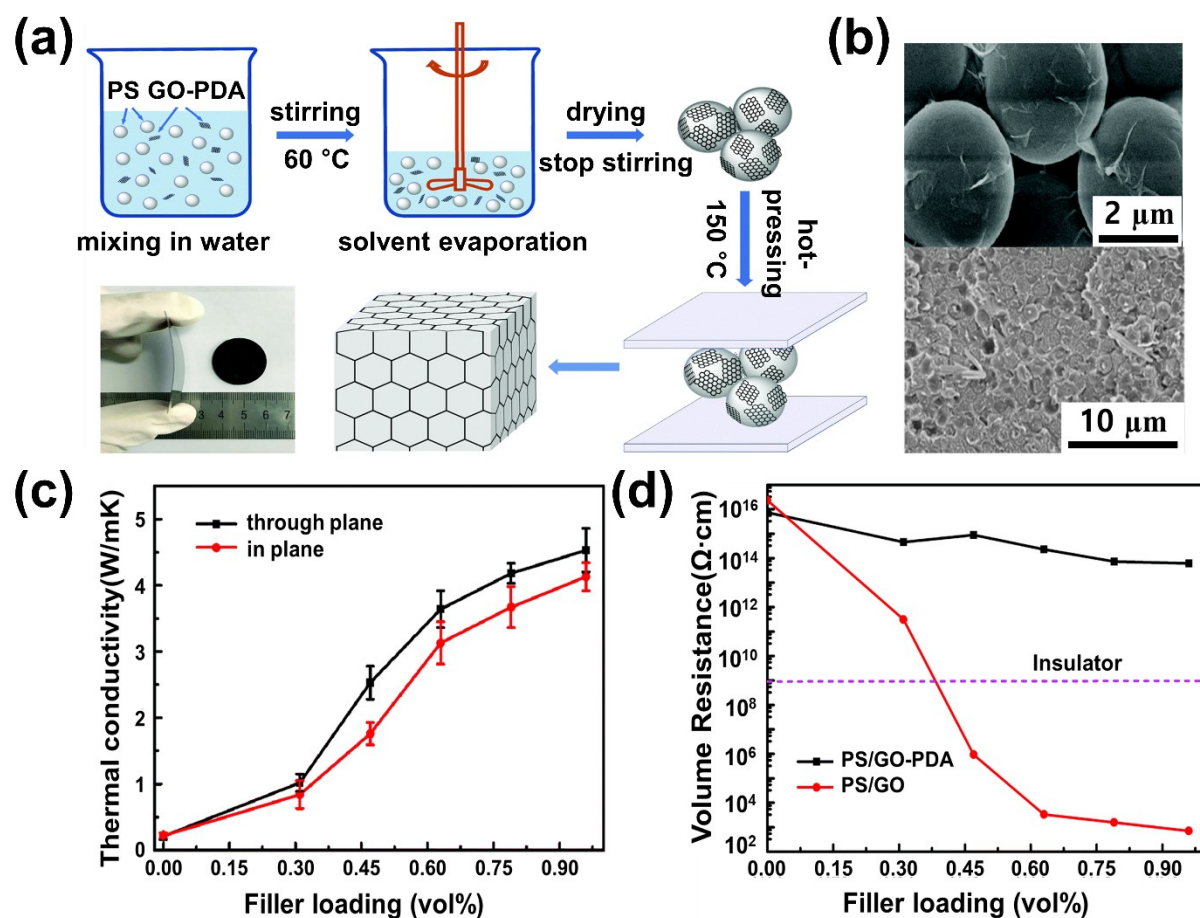 (a)
PS GO-PDA
stirring
60 °C
mixing in water
solvent evaporation
drying
stop stirring
hot-
pressing
150 °C
3 4 5 6 7
(b)
2 µm
10 µm
(c)
through plane
in plane
Thermal conductivity(W/mK)
5
4
3
2
1
0
0.00 0.30 0.45 0.60 0.75 0.90
Filler loading (vol%)
(d)
Volume Resistance(Ω·cm)
10^16
10^14
10^12
10^10
10^8
10^6
10^4
10^2
Insulator
PS/GO-PDA
PS/GO
0.00 0.15 0.30 0.45 0.60 0.75 0.90
Filler loading (vol%)